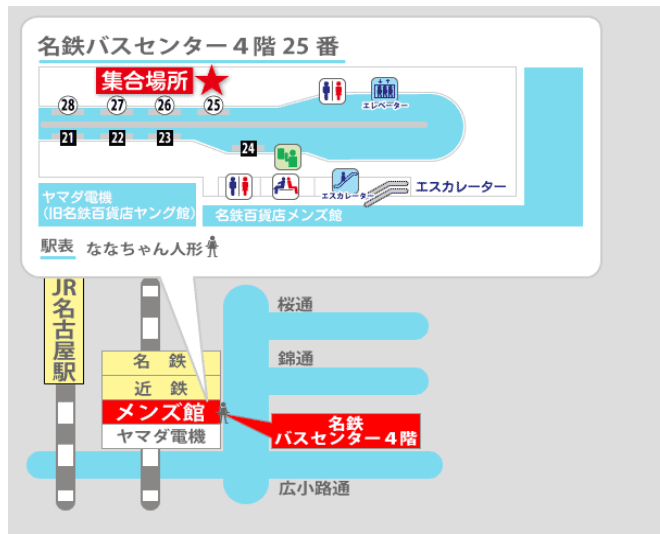 名鉄バスセンター4階 25 番
集合場所
28 27 26 25
エレベーター
21 22 23 24
エスカレーター
エスカレーター
ヤマダ電機
(旧名鉄百貨店ヤング館)
名鉄百貨店メンズ館
駅表 ななちゃん人形
JR名古屋駅
桜通
名 鉄
錦通
近 鉄
メンズ館
ヤマダ電機
名鉄
バスセンター4階
広小路通